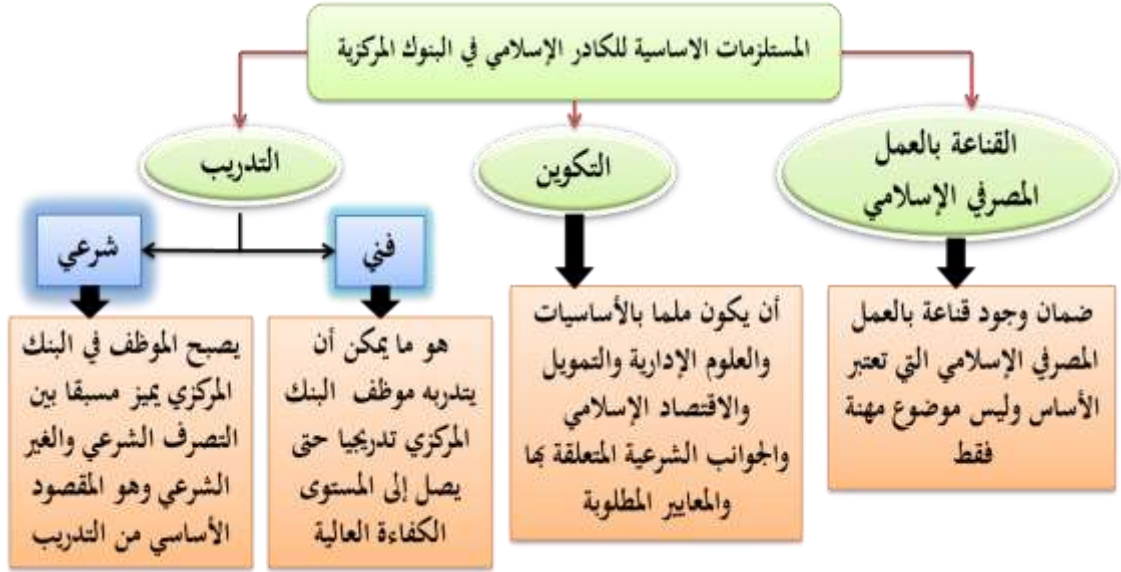 المستلزمات الاساسية للكادر الإسلامي في البنوك المركزية
القناعة بالعمل
المصرفي الإسلامي
التكوين
التدريب
فني
شرعي
ضمان وجود قناعة بالعمل
المصرفي الإسلامي التي تعتبر
الأساس وليس موضوع مهنة
فقط
أن يكون ملما بالأساسيات
والعلوم الإدارية والتمويل
والاقتصاد الإسلامي
والجوانب الشرعية المتعلقة بها
والمعايير المطلوبة
هو ما يمكن أن
يتدربه موظف البنك
المركزي تدريجيا حتى
يصل إلى المستوى
الكفاءة العالية
يصبح الموظف في البنك
المركزي يميز مسبقا بين
التصرف الشرعي والغير
الشرعي وهو المقصود
الأساسي من التدريب